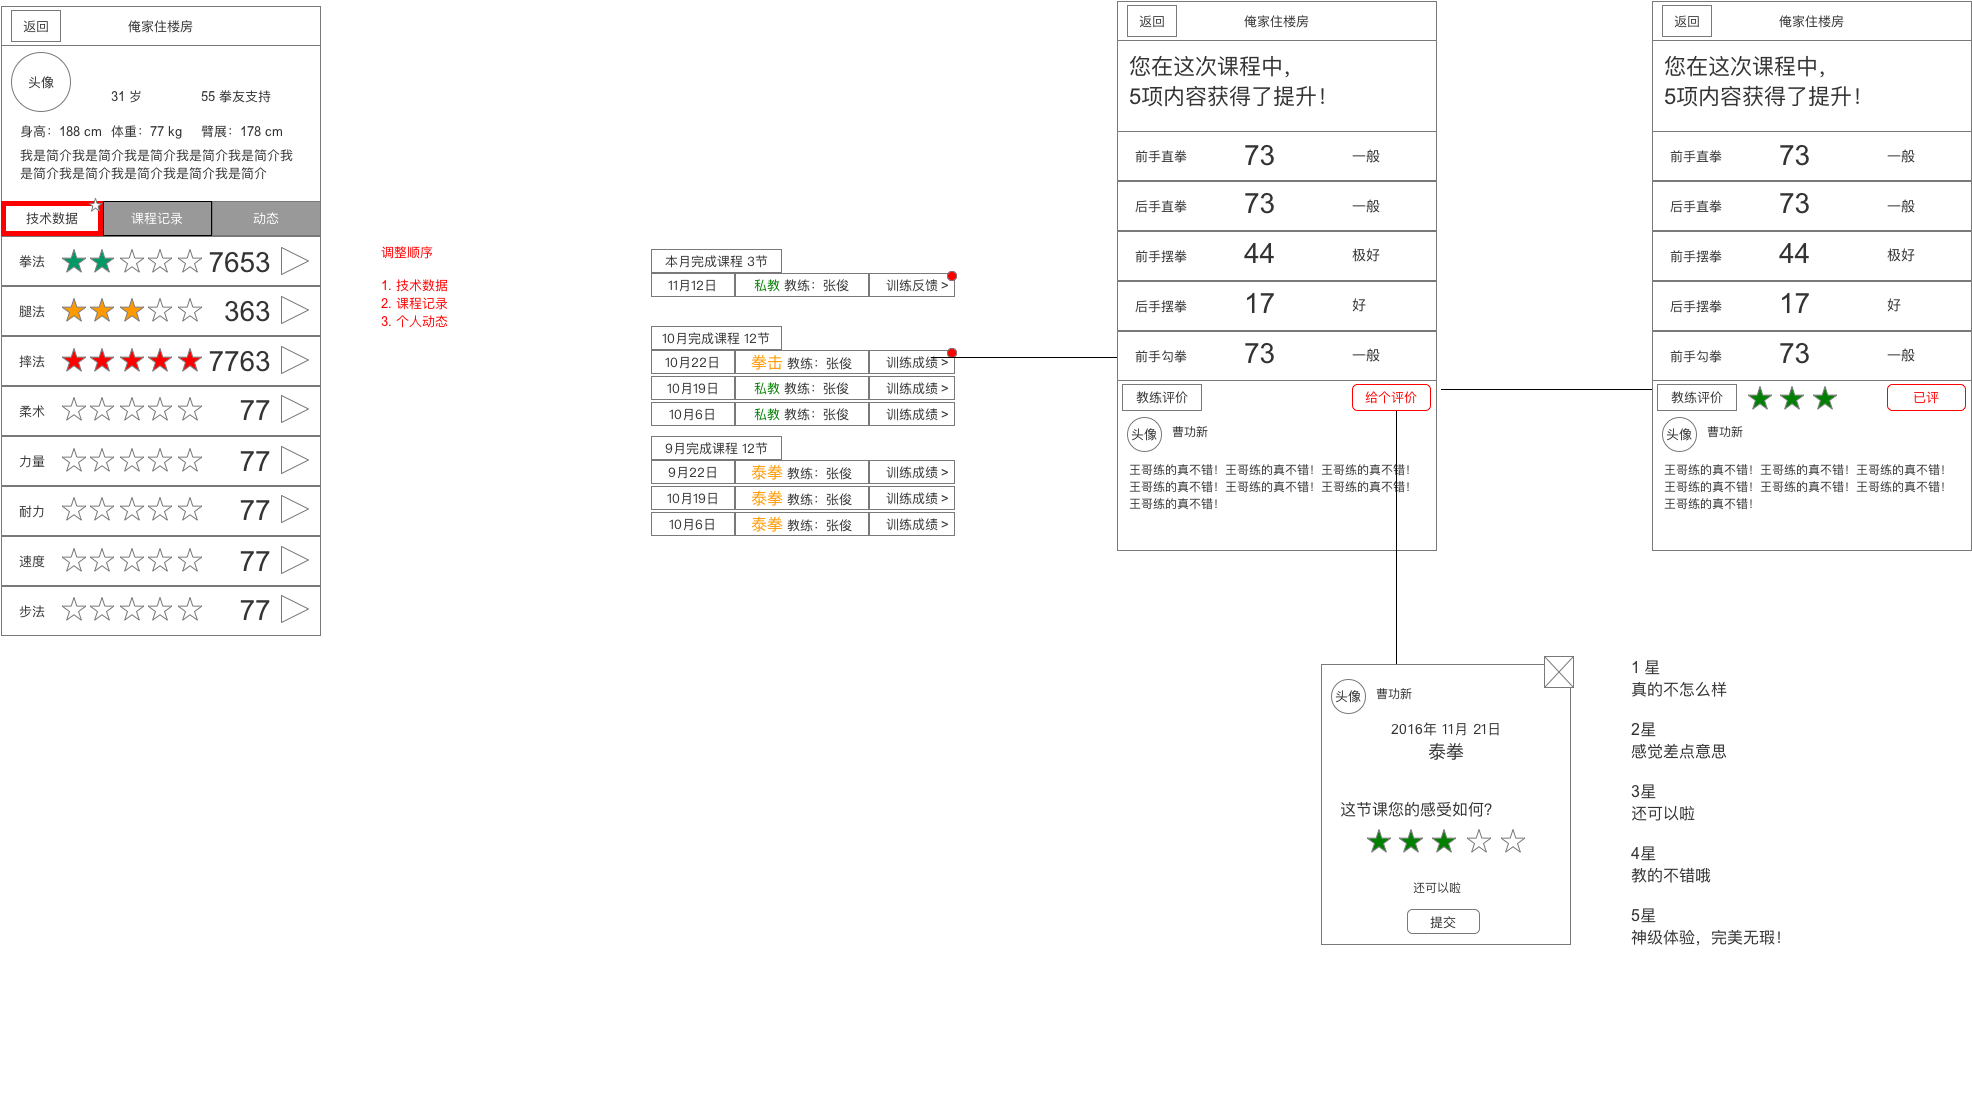 返回
俺家住楼房
头像
31 岁
55 拳友支持
身高：188 cm
体重：77 kg
臂展：178 cm
我是简介我是简介我是简介我是简介我是简介我
是简介我是简介我是简介我是简介我是简介
技术数据
课程记录
动态
拳法 7653
腿法 363
摔法 7763
柔术 77
力量 77
耐力 77
速度 77
步法 77
调整顺序
1. 技术数据
2. 课程记录
3. 个人动态
本月完成课程 3节
11月12日 私教 教练：张俊 训练反馈 >
10月完成课程 12节
10月22日 拳击 教练：张俊 训练成绩 >
10月19日 私教 教练：张俊 训练成绩 >
10月6日 私教 教练：张俊 训练成绩 >
9月完成课程 12节
9月22日 泰拳 教练：张俊 训练成绩 >
10月19日 泰拳 教练：张俊 训练成绩 >
10月6日 泰拳 教练：张俊 训练成绩 >
返回
俺家住楼房
您在这次课程中，
5项内容获得了提升！
前手直拳 73 一般
后手直拳 73 一般
前手摆拳 44 极好
后手摆拳 17 好
前手勾拳 73 一般
教练评价
给个评价
头像
曹功新
王哥练的真不错！王哥练的真不错！王哥练的真不错！
王哥练的真不错！王哥练的真不错！王哥练的真不错！
王哥练的真不错！
返回
俺家住楼房
您在这次课程中，
5项内容获得了提升！
前手直拳 73 一般
后手直拳 73 一般
前手摆拳 44 极好
后手摆拳 17 好
前手勾拳 73 一般
教练评价
已评
头像
曹功新
王哥练的真不错！王哥练的真不错！王哥练的真不错！
王哥练的真不错！王哥练的真不错！王哥练的真不错！
王哥练的真不错！
头像
曹功新
2016年 11月 21日
泰拳
这节课您的感受如何？
还可以啦
提交
1 星
真的不怎么样
2星
感觉差点意思
3星
还可以啦
4星
教的不错哦
5星
神级体验，完美无瑕！